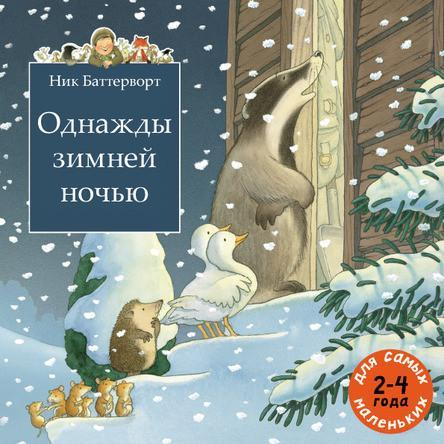 Ник Баттерворт
Однажды
зимней
ночью
для самых
2–4
года
маленьких